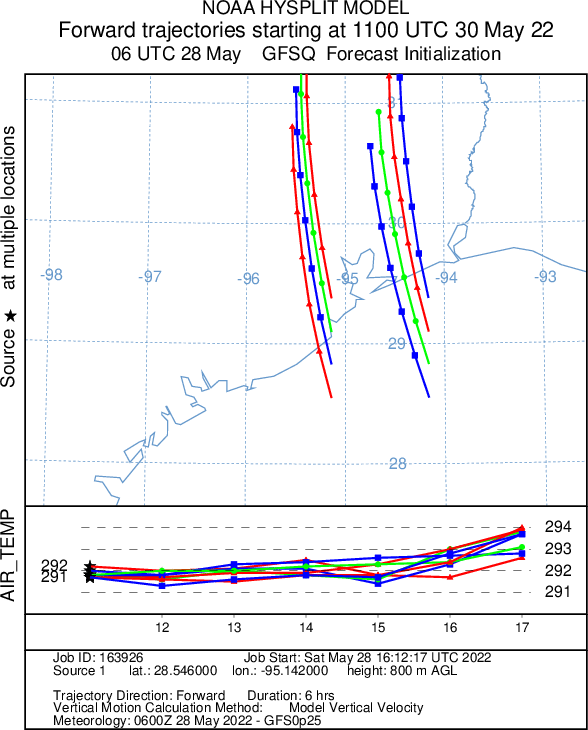 NOAA HYSPLIT MODEL
Forward trajectories starting at 1100 UTC 30 May 22
06 UTC 28 May GFSQ Forecast Initialization
Source ★ at multiple locations
30
-98 -97 -96 -95 -94 -93
29
28
AIR_TEMP
294
293
292 292
291 291
12 13 14 15 16 17
Job ID: 163926 Job Start: Sat May 28 16:12:17 UTC 2022
Source 1 lat.: 28.546000 lon.: -95.142000 height: 800 m AGL
Trajectory Direction: Forward Duration: 6 hrs
Vertical Motion Calculation Method: Model Vertical Velocity
Meteorology: 0600Z 28 May 2022 - GFS0p25